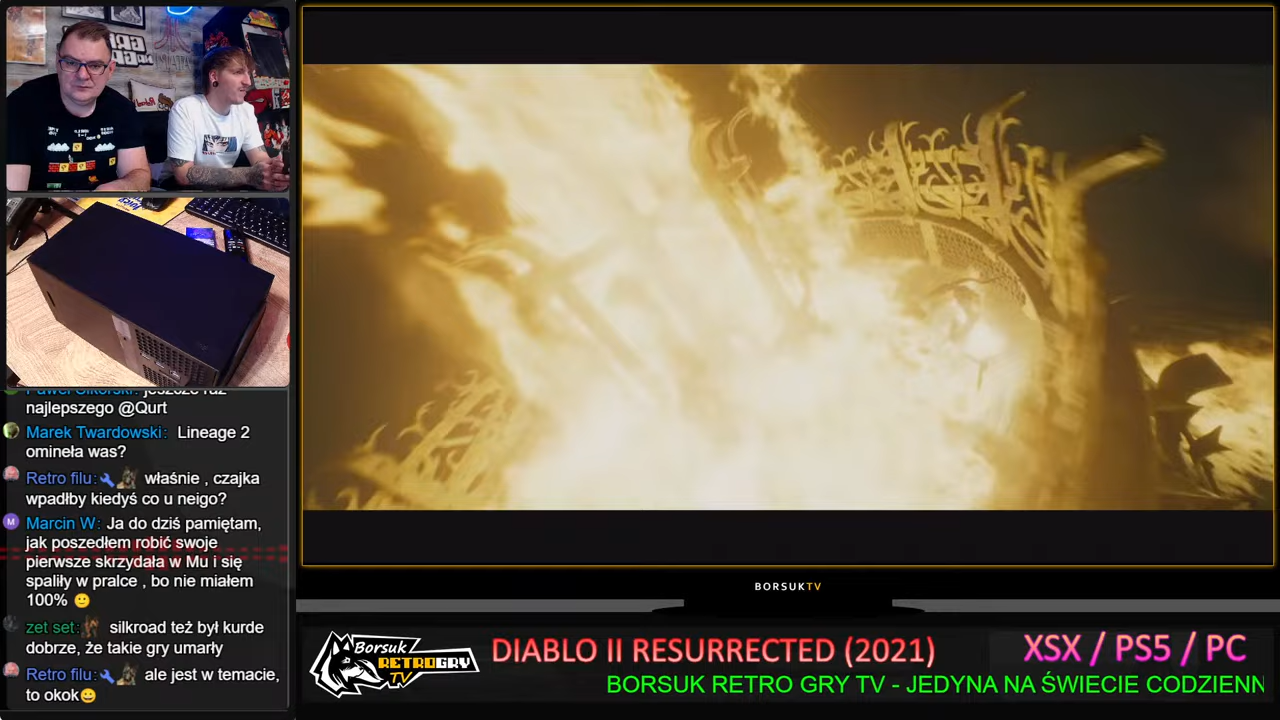 najlepszego @Qurt
Marek Twardowski: Lineage 2
omineła was?
Retro filu: właśnie , czajka
wpadłby kiedyś co u neigo?
M
Marcin W: Ja do dziś pamiętam,
jak poszedłem robić swoje
pierwsze skrzydała w Mu i się
spaliły w pralce , bo nie miałem
100%
zet set: silkroad też był kurde
dobrze, że takie gry umarły
Retro filu: ale jest w temacie,
to okok
BORSUKTV
Borsuk
RETROGRY
TV
DIABLO II RESURRECTED (2021)
XSX / PS5 / PC
BORSUK RETRO GRY TV - JEDYNA NA ŚWIECIE CODZIENN